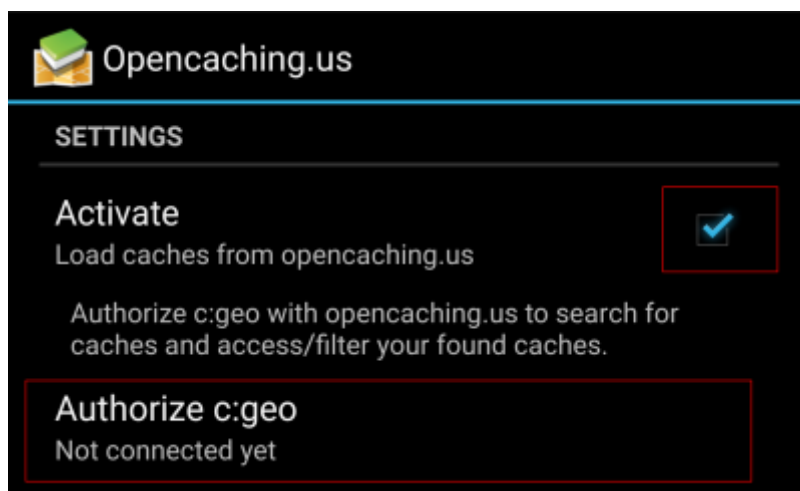 Opencaching.us
SETTINGS
Activate
Load caches from opencaching.us
Authorize c:geo with opencaching.us to search for
caches and access/filter your found caches.
Authorize c:geo
Not connected yet